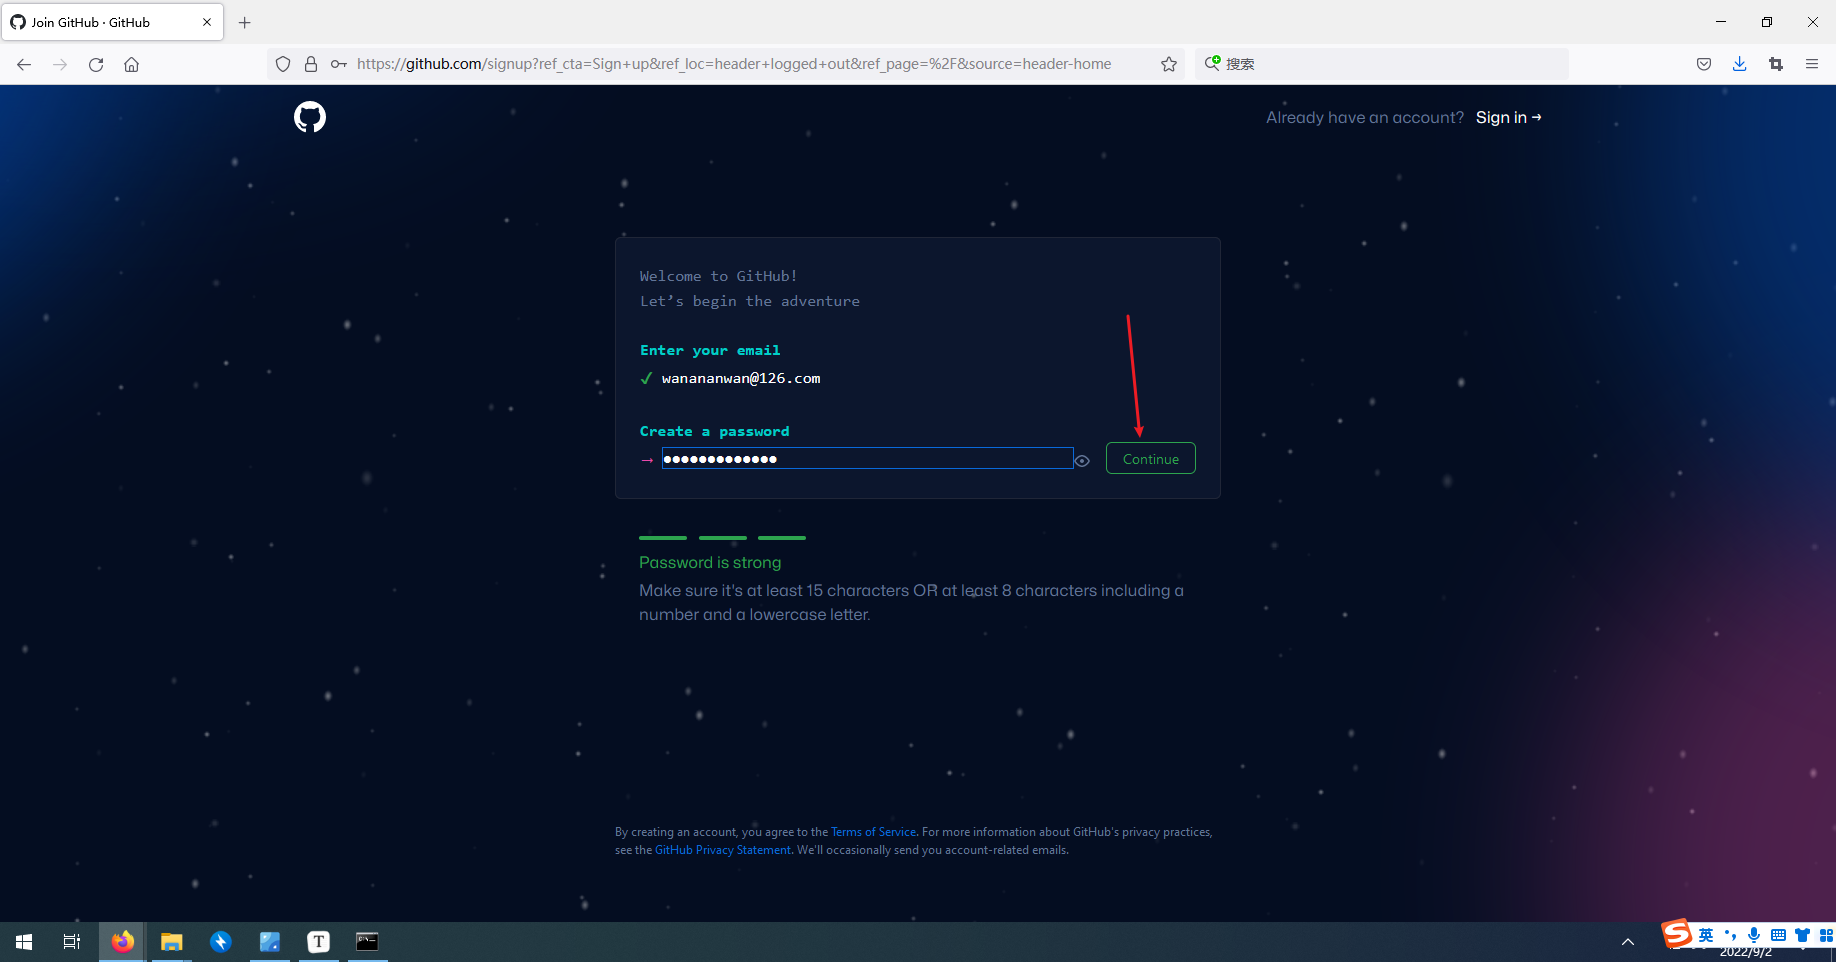 Join GitHub · GitHub
https://github.com/signup?ref_cta=Sign+up&ref_loc=header+logged+out&ref_page=%2F&source=header-home
搜索
Already have an account? Sign in →
Welcome to GitHub!
Let’s begin the adventure
Enter your email
✓ wanananwan@126.com
Create a password
→ ●●●●●●●●●●●●●
Continue
Password is strong
Make sure it's at least 15 characters OR at least 8 characters including a
number and a lowercase letter.
By creating an account, you agree to the Terms of Service. For more information about GitHub's privacy practices,
see the GitHub Privacy Statement. We'll occasionally send you account-related emails.
T
S 英
2022/9/2